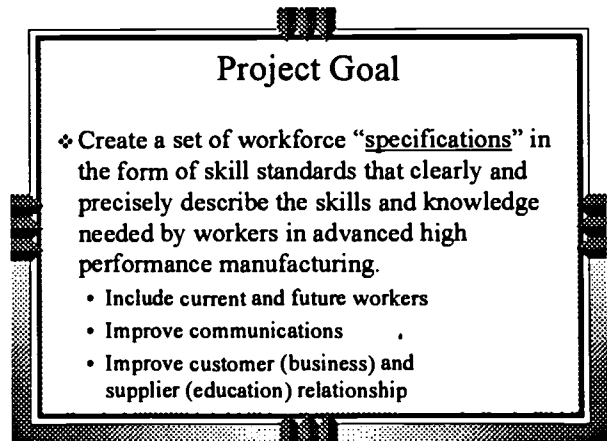 Project Goal
❖ Create a set of workforce “specifications” in
the form of skill standards that clearly and
precisely describe the skills and knowledge
needed by workers in advanced high
performance manufacturing.
• Include current and future workers
• Improve communications
• Improve customer (business) and
supplier (education) relationship